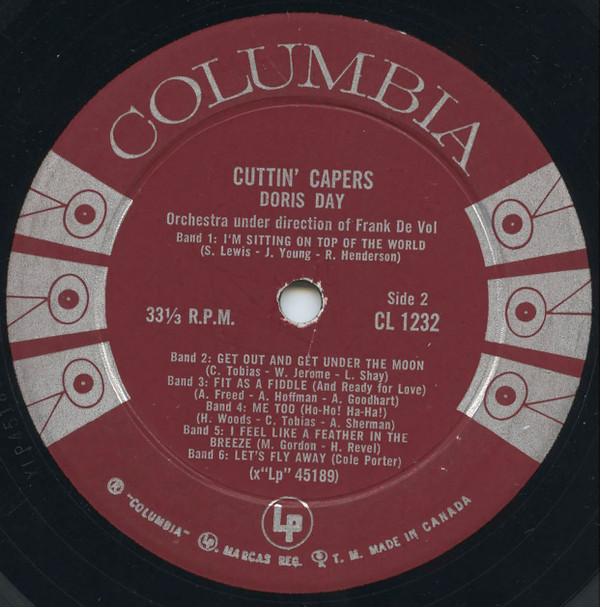 COLUMBIA
CUTTIN' CAPERS
DORIS DAY
Orchestra under direction of Frank De Vol
Band 1: I'M SITTING ON TOP OF THE WORLD
(S. Lewis - J. Young - R. Henderson)
33⅓ R.P.M.
Side 2
CL 1232
Band 2: GET OUT AND GET UNDER THE MOON
(C. Tobias - W. Jerome - L. Shay)
Band 3: FIT AS A FIDDLE (And Ready for Love)
(A. Freed - A. Hoffman - A. Goodhart)
Band 4: ME TOO (Ho-Ho! Ha-Ha!)
(H. Woods - C. Tobias - A. Sherman)
Band 5: I FEEL LIKE A FEATHER IN THE
BREEZE (M. Gordon - H. Revel)
Band 6: LET'S FLY AWAY (Cole Porter)
(x"Lp" 45189)
Lp
® "COLUMBIA" Lp. MARCAS REG. T. M. MADE IN CANADA